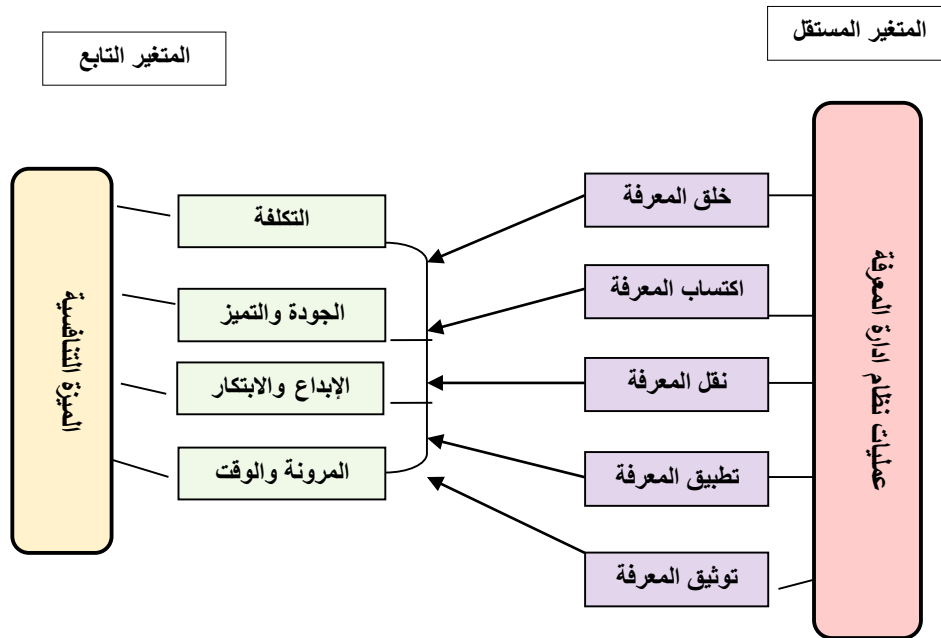 المتغير المستقل
المتغير التابع
عمليات نظام ادارة المعرفة
خلق المعرفة
اكتساب المعرفة
نقل المعرفة
تطبيق المعرفة
توثيق المعرفة
التكلفة
الجودة والتميز
الإبداع والابتكار
المرونة والوقت
الميزة التنافسية